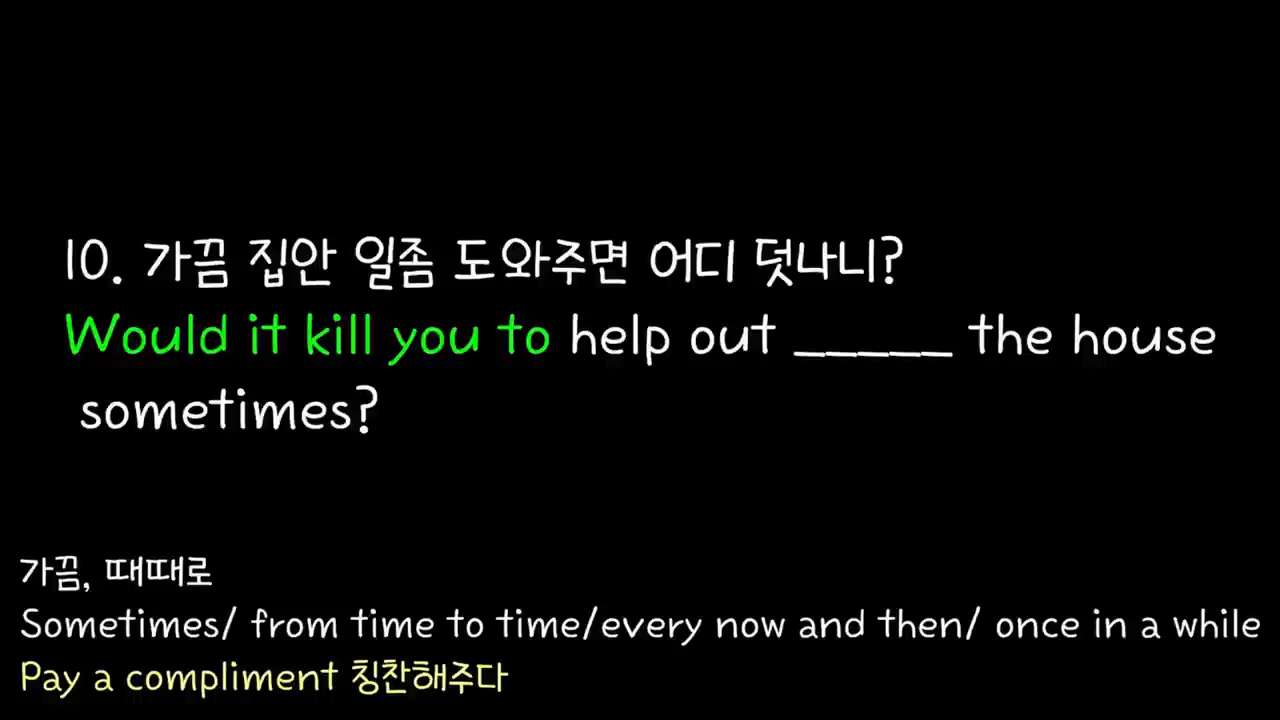 10. 가끔 집안 일좀 도와주면 어디 덧나니?
Would it kill you to help out _____ the house
sometimes?
가끔, 때때로
Sometimes/ from time to time/every now and then/ once in a while
Pay a compliment 칭찬해주다